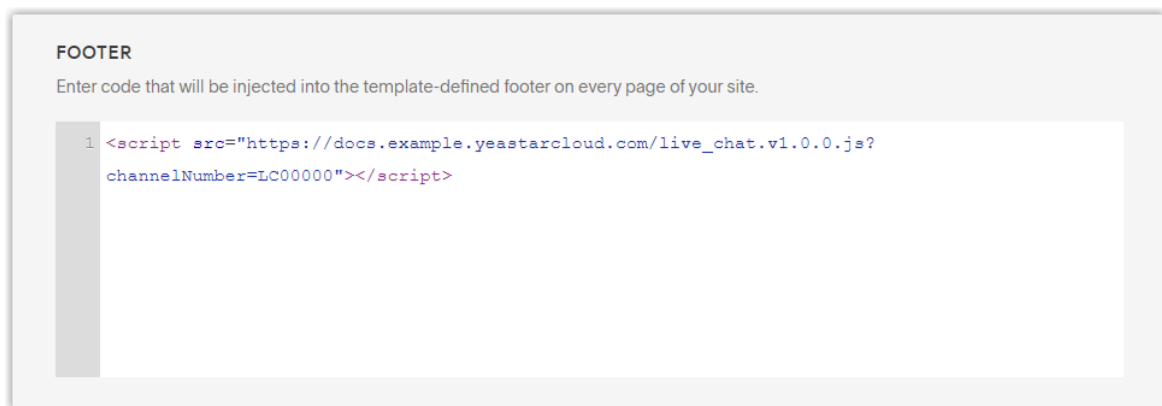 FOOTER
Enter code that will be injected into the template-defined footer on every page of your site.
1 <script src="https://docs.example.yeastarcloud.com/live_chat.v1.0.0.js?
channelNumber=LC00000"></script>